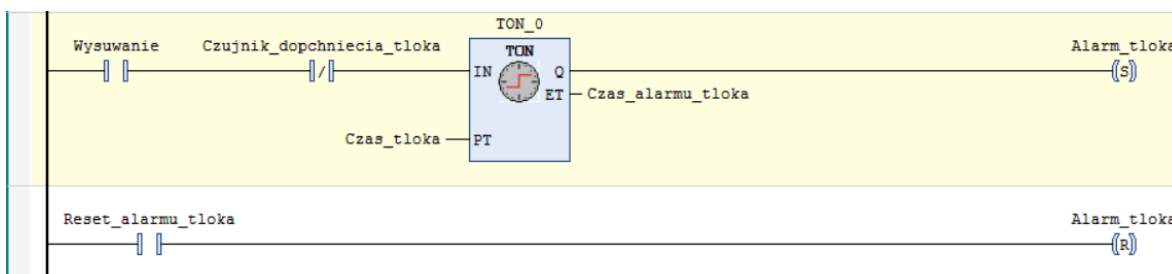 TON_0
Wysuwanie Czujnik_dopchniecia_tloka TON Alarm_tloka
IN Q S
ET Czas_alarmu_tloka
Czas_tloka PT
Reset_alarmu_tloka Alarm_tloka
R